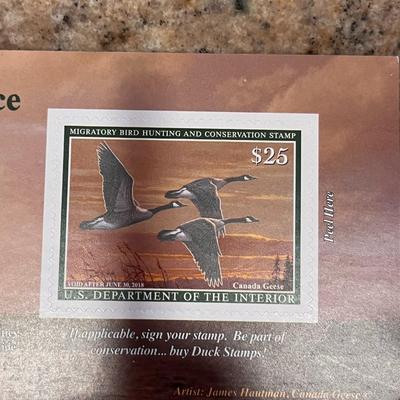 ce
MIGRATORY BIRD HUNTING AND CONSERVATION STAMP
$25
Peel Here
Canada Geese
VOID AFTER JUNE 30, 2018
U.S. DEPARTMENT OF THE INTERIOR
If applicable, sign your stamp. Be part of
conservation... buy Duck Stamps!
Artist: James Hautman, Canada Geese